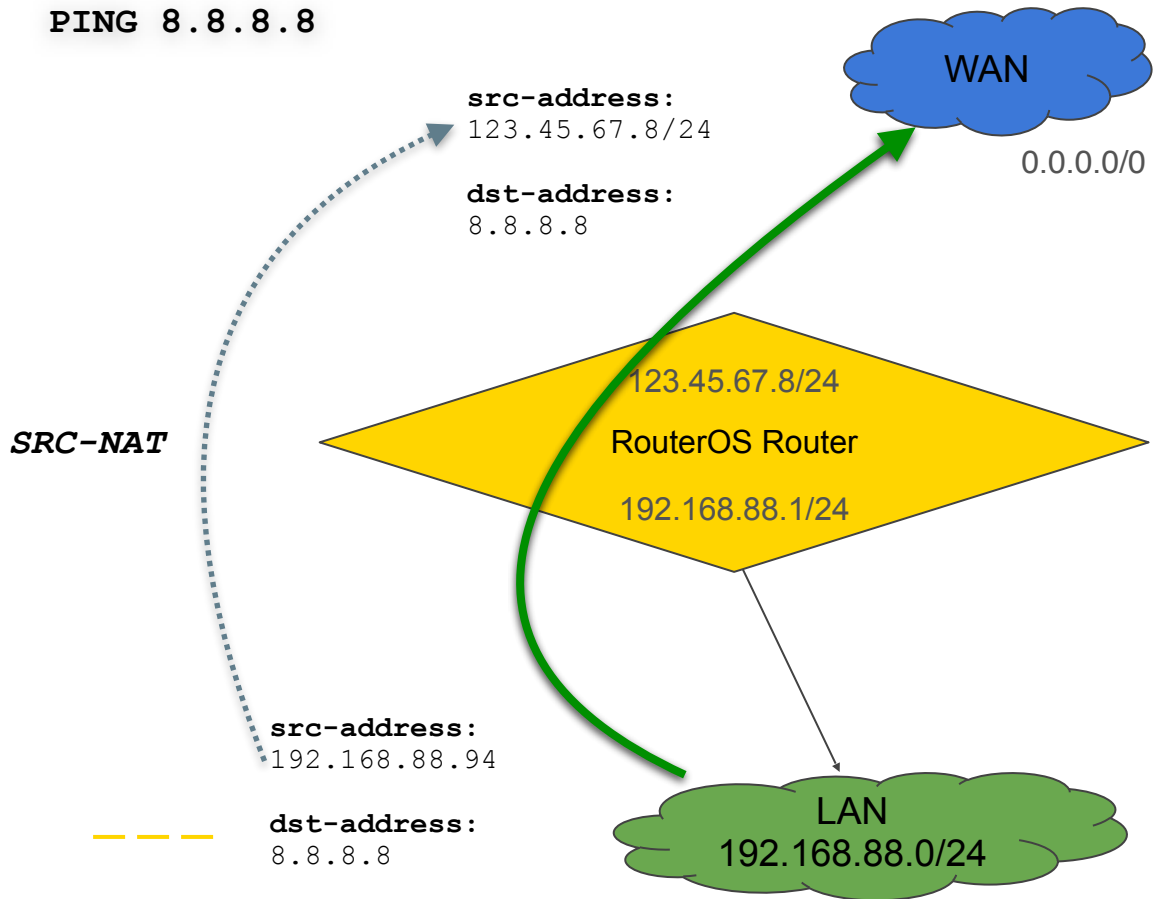 PING 8.8.8.8
WAN
src-address:
123.45.67.8/24
0.0.0.0/0
dst-address:
8.8.8.8
123.45.67.8/24
SRC-NAT
RouterOS Router
192.168.88.1/24
src-address:
192.168.88.94
dst-address:
8.8.8.8
LAN
192.168.88.0/24